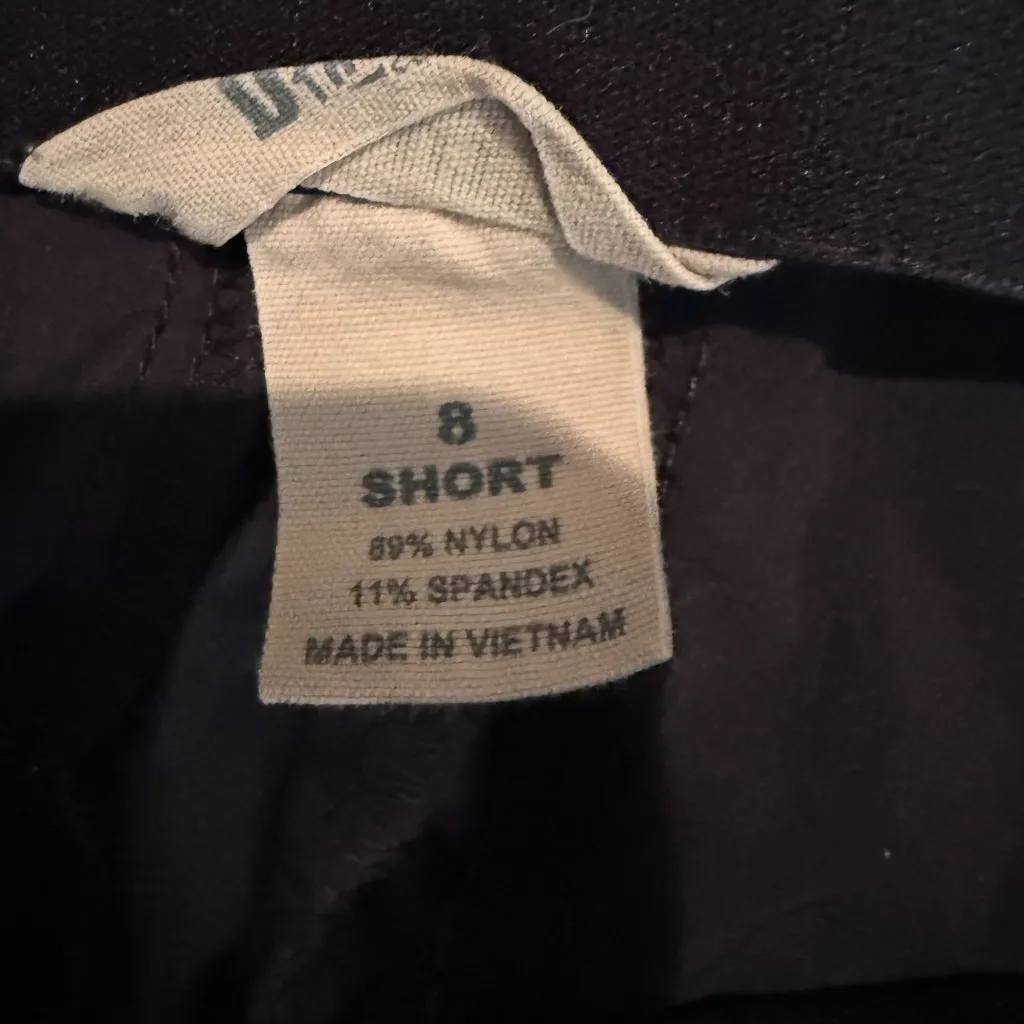 8
SHORT
89% NYLON
11% SPANDEX
MADE IN VIETNAM